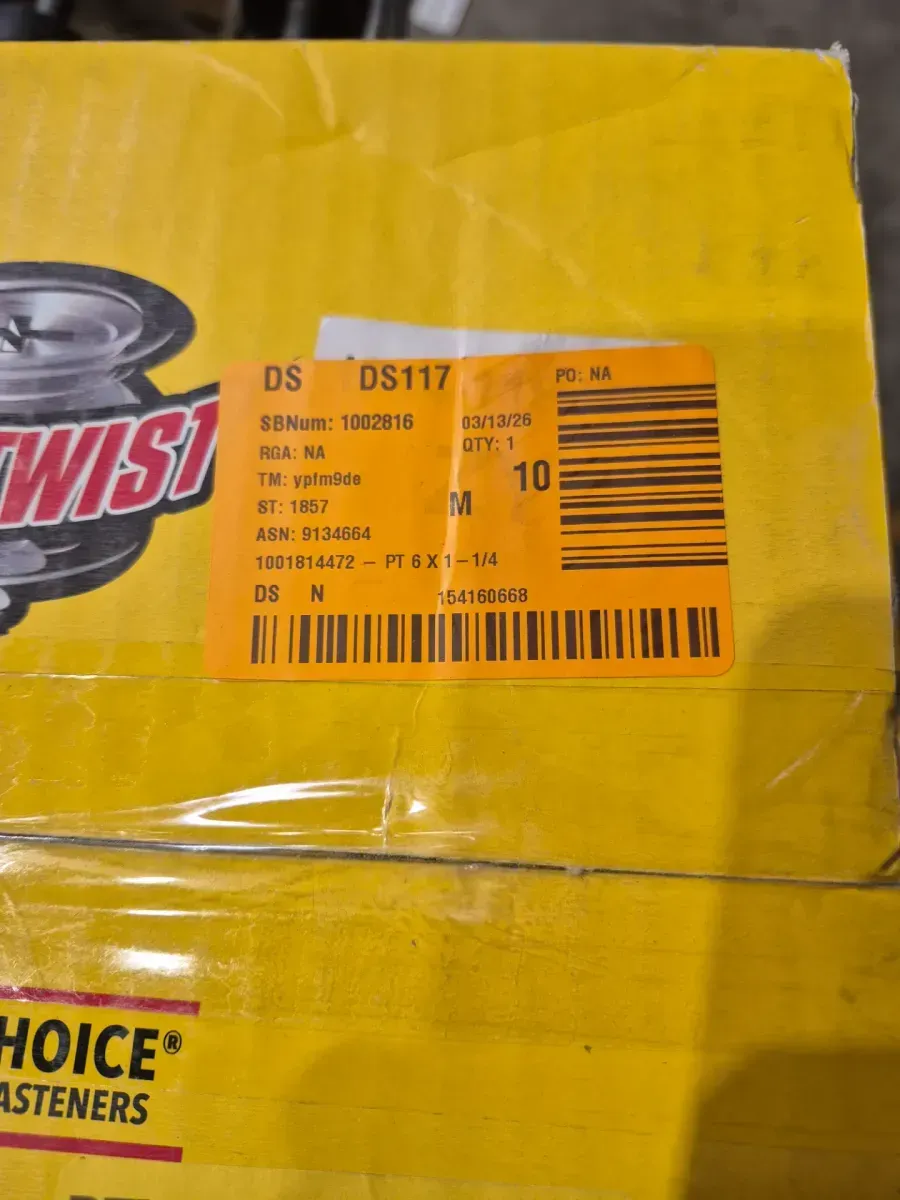 N
TWIST
DS DS117 PO: NA
SBNum: 1002816 03/13/26
RGA: NA QTY: 1
TM: ypfm9de 10
ST: 1857 M
ASN: 9134664
1001814472 – PT 6 X 1–1/4
DS N 154160668
HOICE®
ASTENERS